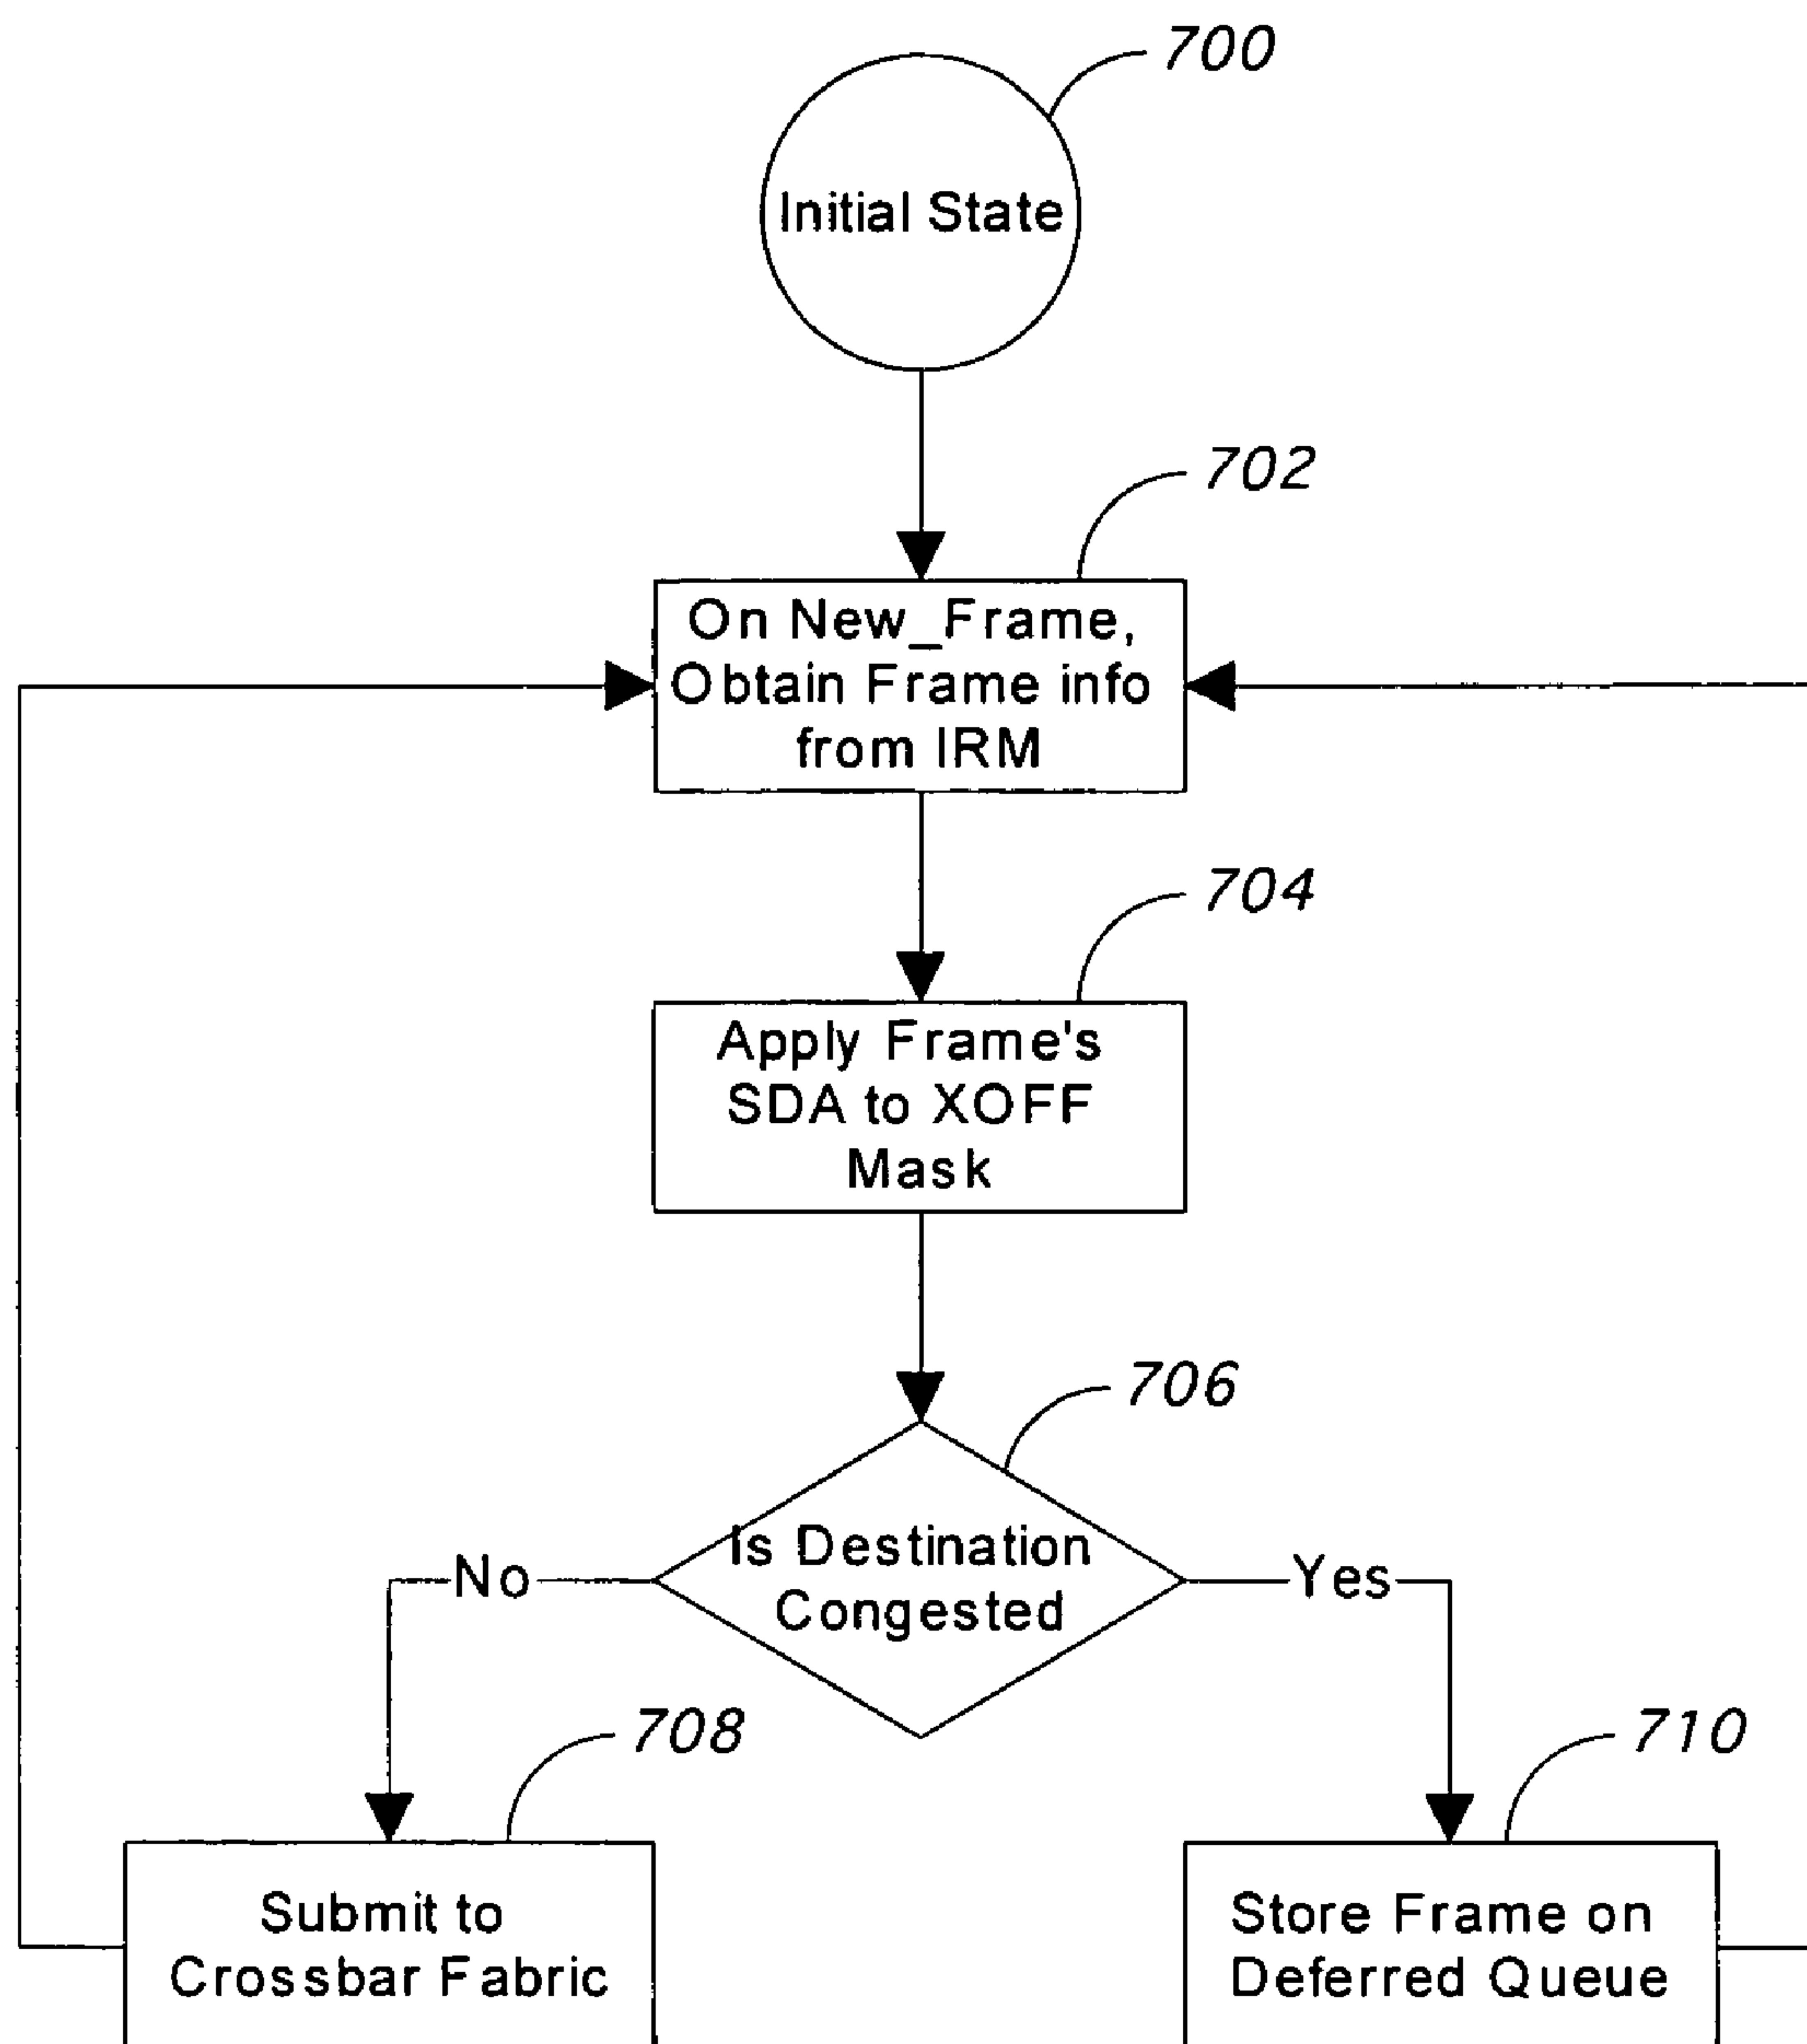 700
Initial State
702
On New_Frame,
Obtain Frame info
from IRM
704
Apply Frame's
SDA to XOFF
Mask
706
Is Destination
Congested
No
Yes
708
710
Submit to
Crossbar Fabric
Store Frame on
Deferred Queue